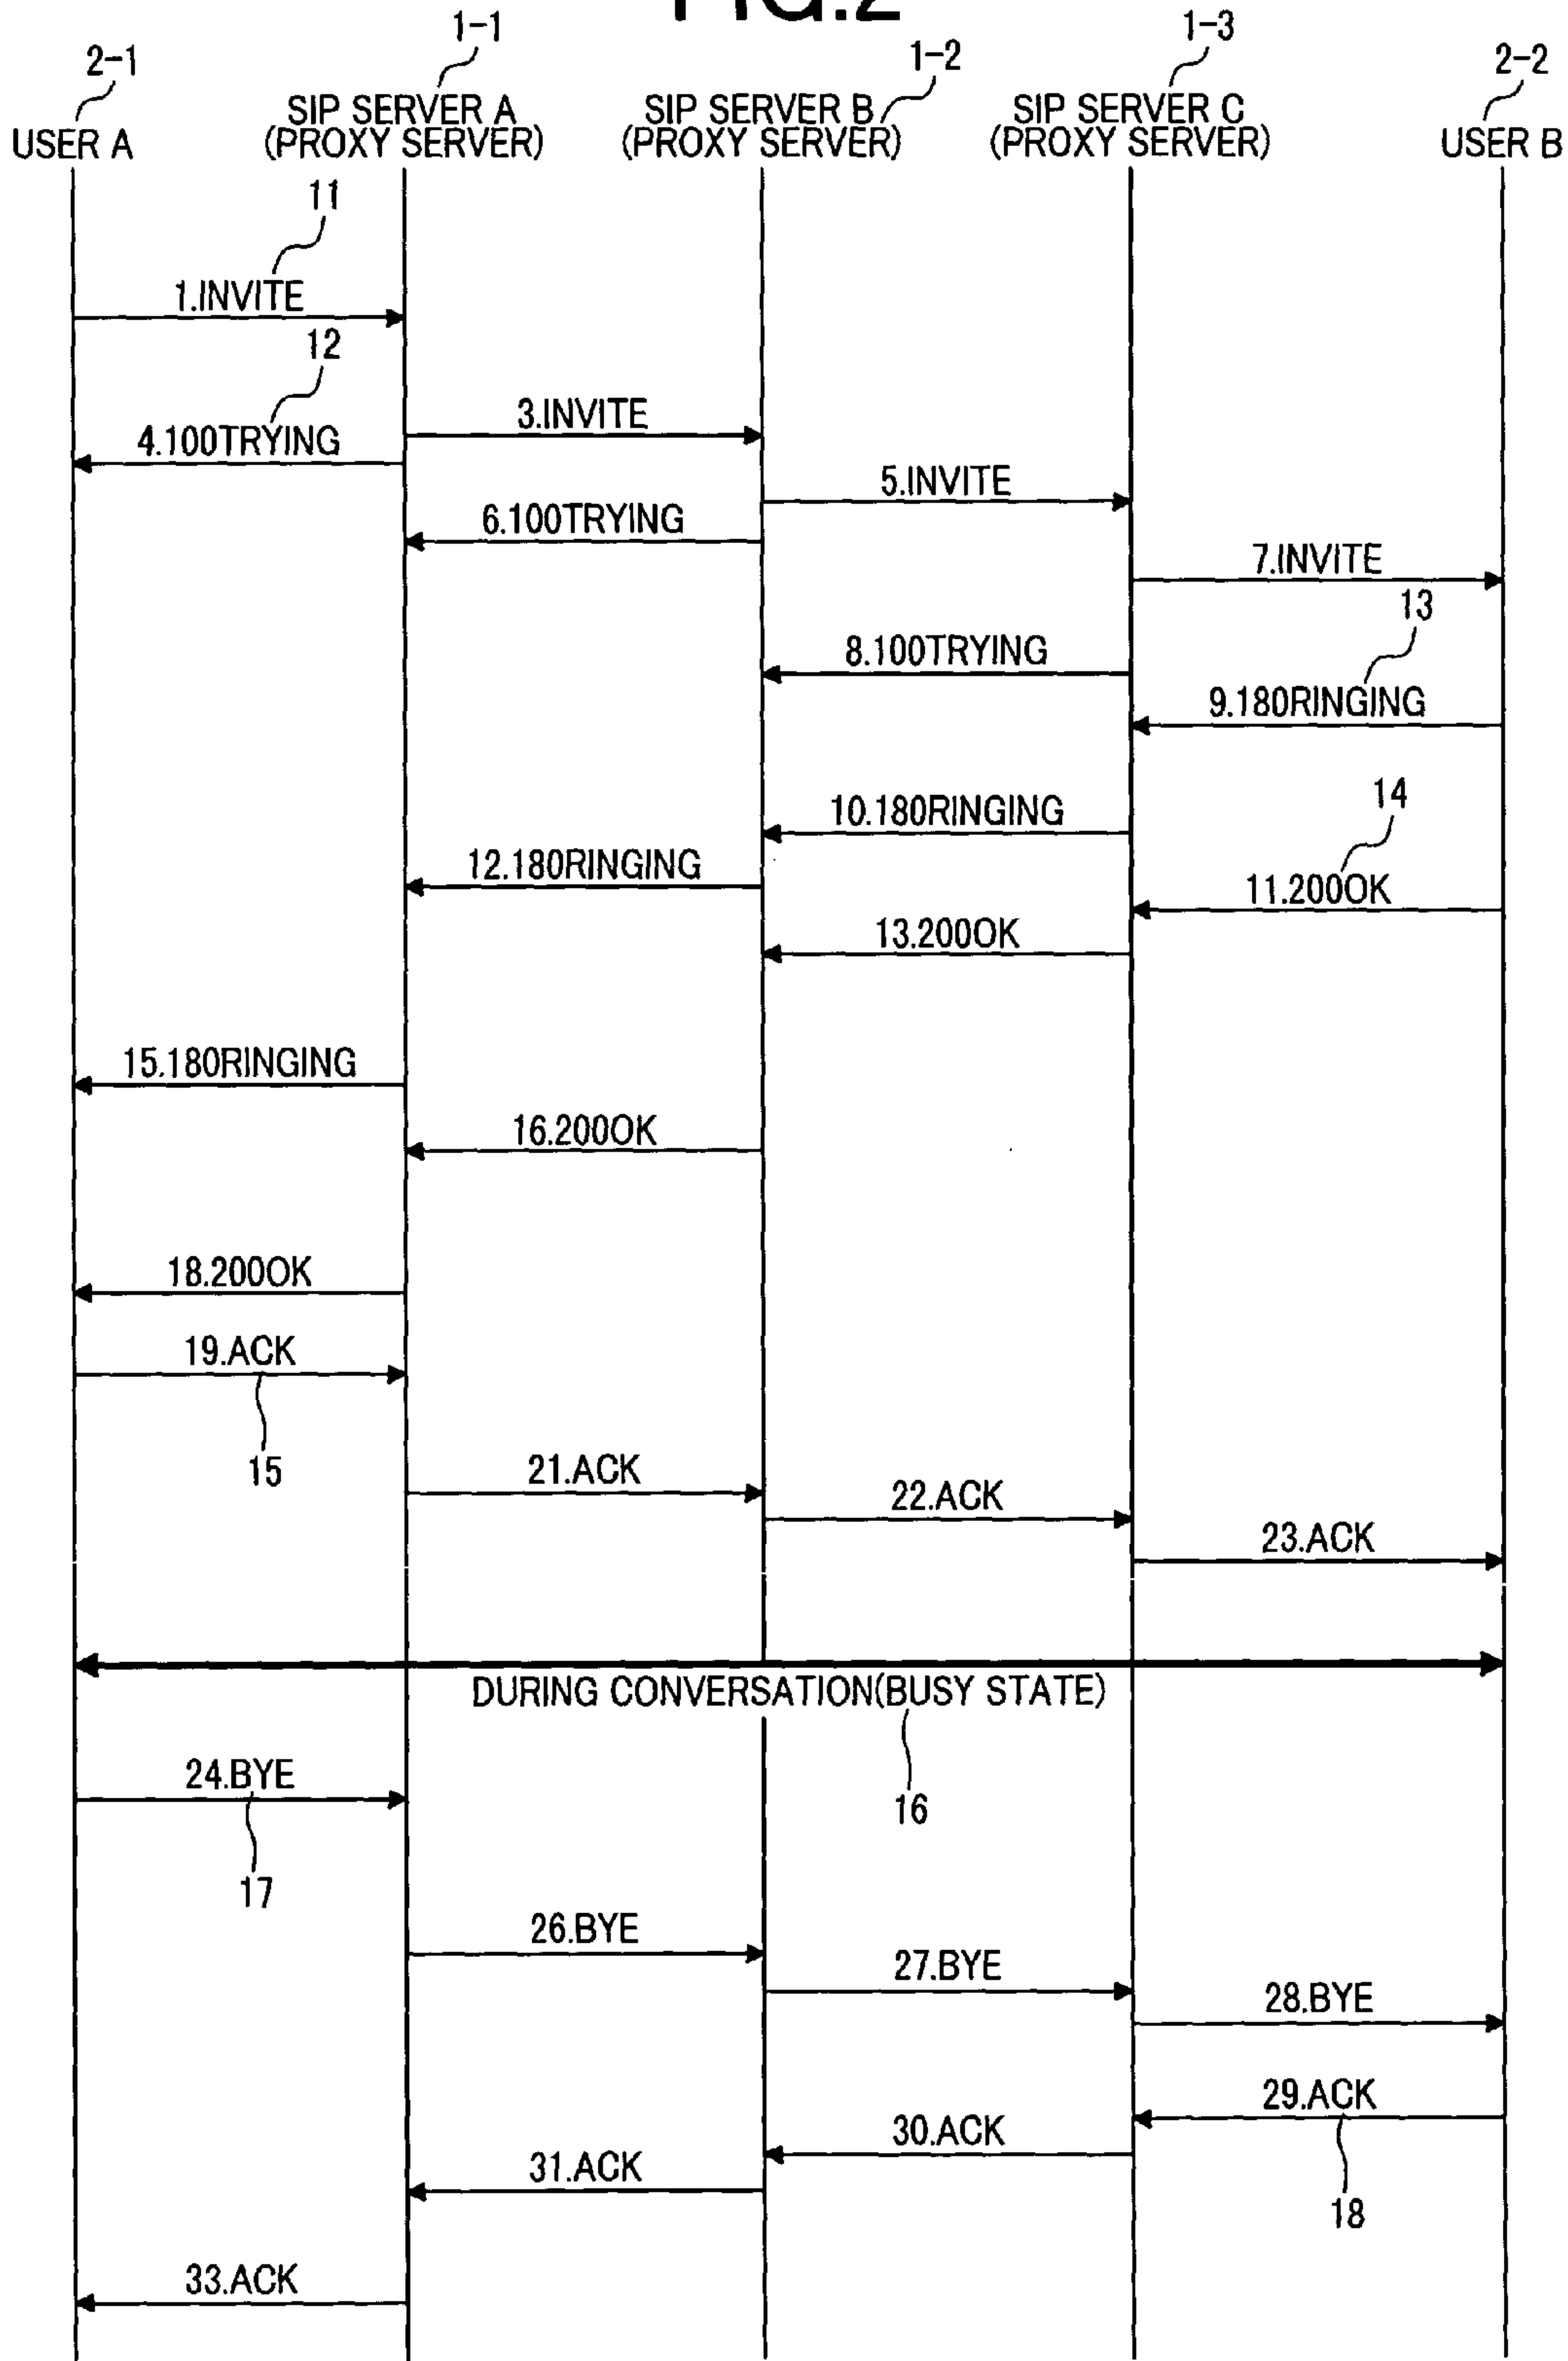 FIG.2
1-1
1-3
2-1
1-2
2-2
SIP SERVER A
SIP SERVER B
SIP SERVER C
USER A
(PROXY SERVER)
(PROXY SERVER)
(PROXY SERVER)
USER B
11
1.INVITE
12
3.INVITE
4.100TRYING
5.INVITE
6.100TRYING
7.INVITE
13
8.100TRYING
9.180RINGING
14
10.180RINGING
12.180RINGING
11.200OK
13.200OK
15.180RINGING
16.200OK
18.200OK
19.ACK
15
21.ACK
22.ACK
23.ACK
DURING CONVERSATION(BUSY STATE)
24.BYE
16
17
26.BYE
27.BYE
28.BYE
29.ACK
30.ACK
31.ACK
18
33.ACK